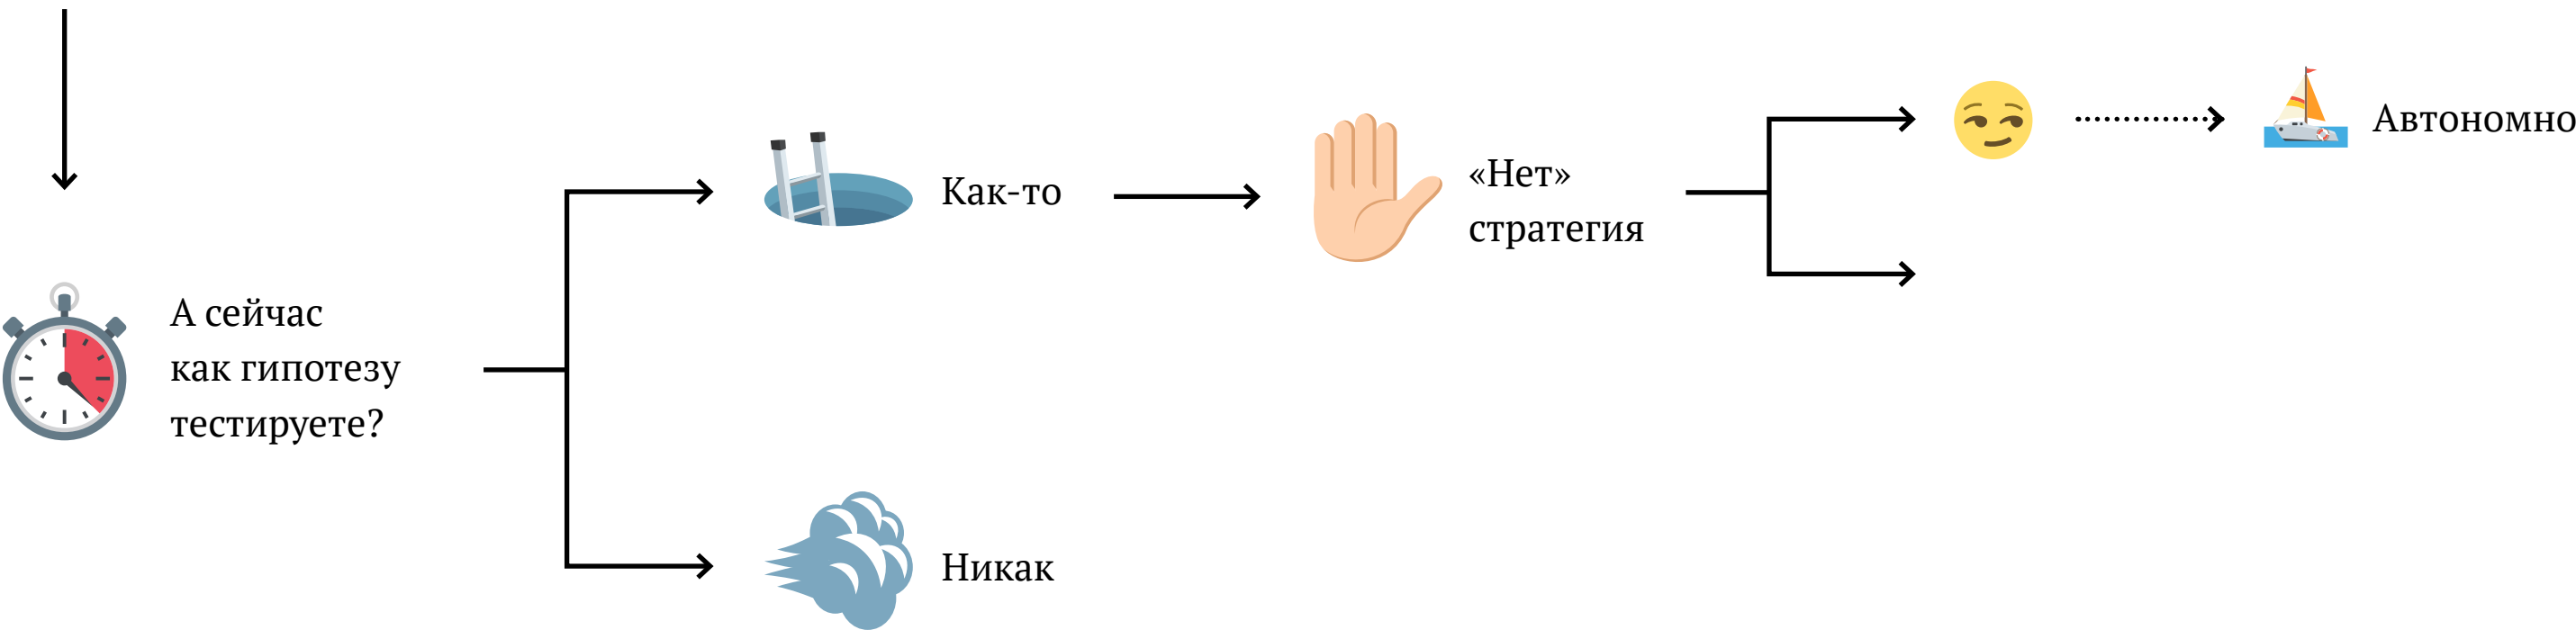 А сейчас
как гипотезу
тестируете?
Как-то
«Нет»
стратегия
Автономно
Никак